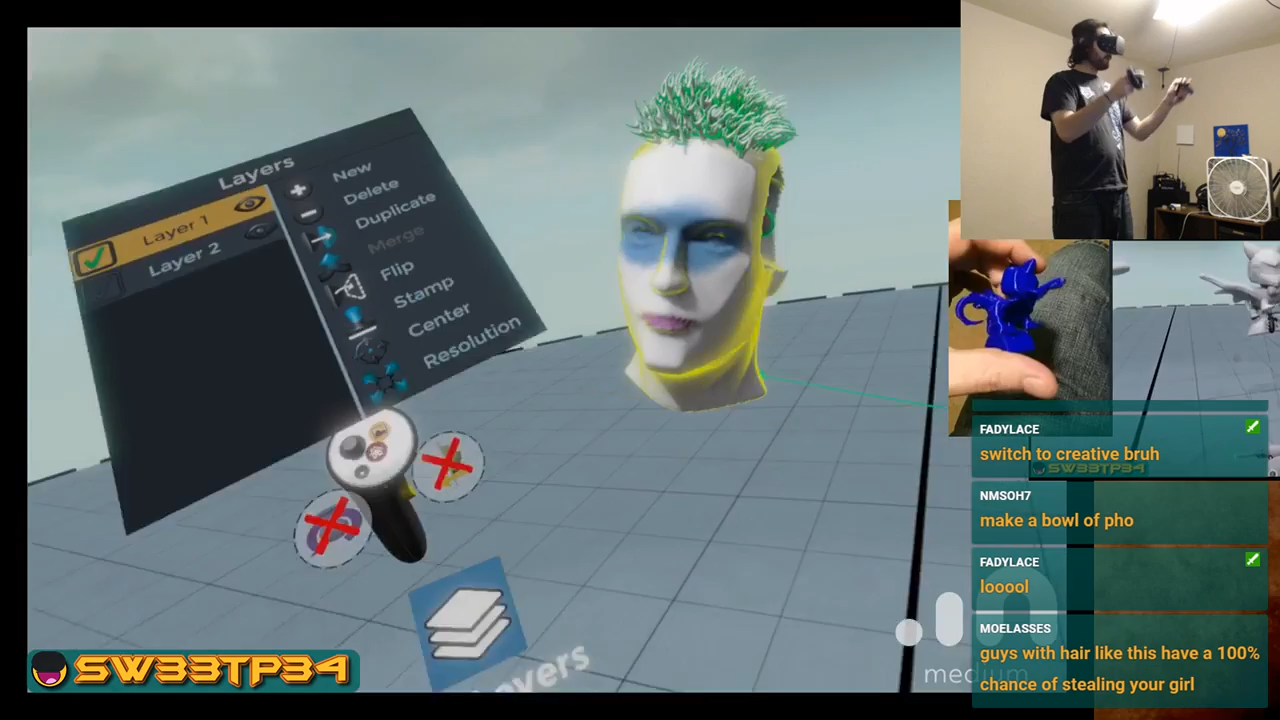 Layers
Layer 1
Layer 2
New
Delete
Duplicate
Merge
Flip
Stamp
Center
Resolution
Layers
medium
SW33TP34
FADYLACE
switch to creative bruh
SW33TP34
NMSOH7
make a bowl of pho
FADYLACE
looool
MOELASSES
guys with hair like this have a 100%
chance of stealing your girl